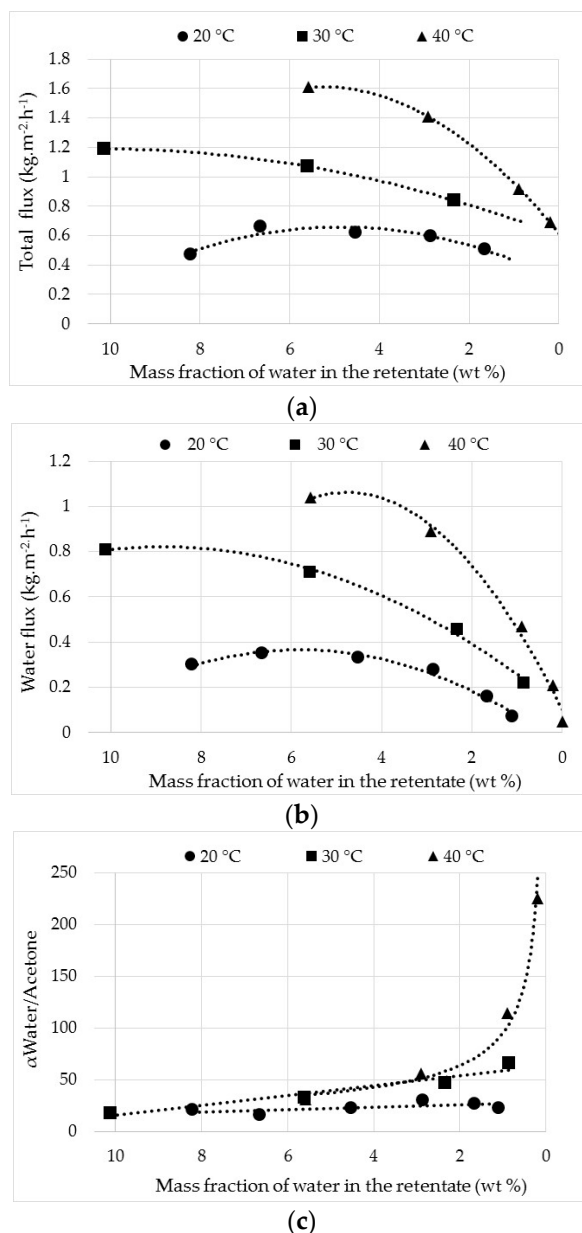 20 °C 30 °C 40 °C
1.8
1.6
1.4
1.2
1
0.8
0.6
0.4
0.2
0
Total flux (kg.m-2·h-1)
10 8 6 4 2 0
Mass fraction of water in the retentate (wt %)
(a)
20 °C 30 °C 40 °C
1.2
1
0.8
0.6
0.4
0.2
0
Water flux (kg.m-2·h-1)
10 8 6 4 2 0
Mass fraction of water in the retentate (wt %)
(b)
20 °C 30 °C 40 °C
250
200
150
100
50
0
αWater/Acetone
10 8 6 4 2 0
Mass fraction of water in the retentate (wt %)
(c)